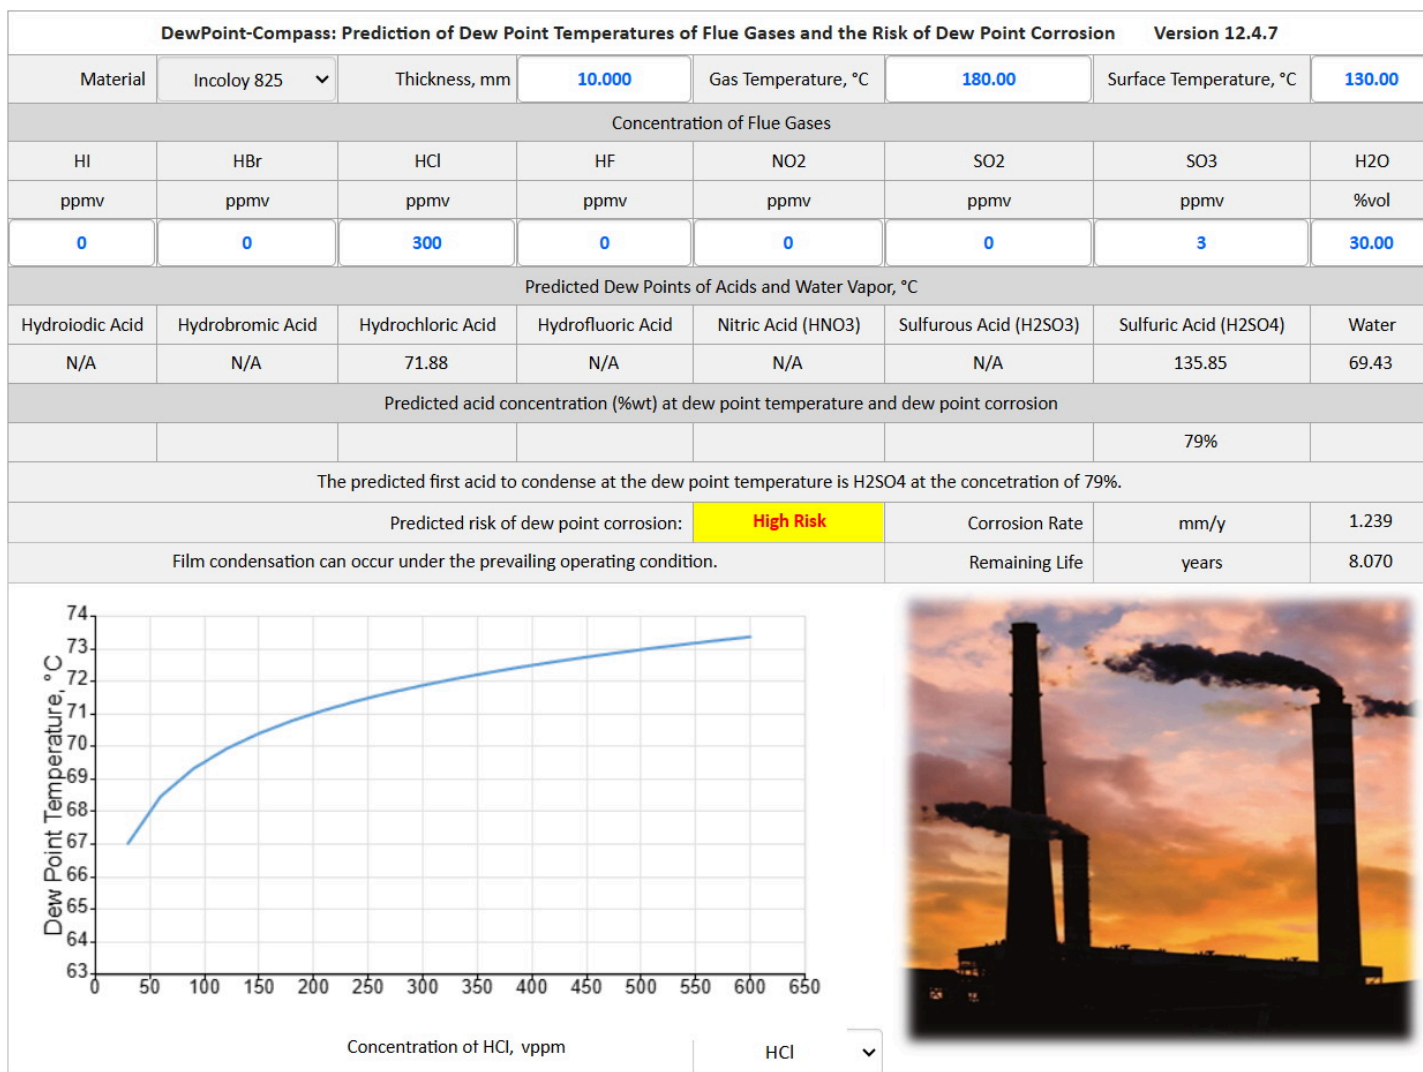 DewPoint-Compass: Prediction of Dew Point Temperatures of Flue Gases and the Risk of Dew Point Corrosion Version 12.4.7
Material Incoloy 825 Thickness, mm 10.000 Gas Temperature, °C 180.00 Surface Temperature, °C 130.00
Concentration of Flue Gases
HI HBr HCl HF NO2 SO2 SO3 H2O
ppmv ppmv ppmv ppmv ppmv ppmv ppmv %vol
0 0 300 0 0 0 3 30.00
Predicted Dew Points of Acids and Water Vapor, °C
Hydroiodic Acid Hydrobromic Acid Hydrochloric Acid Hydrofluoric Acid Nitric Acid (HNO3) Sulfurous Acid (H2SO3) Sulfuric Acid (H2SO4) Water
N/A N/A 71.88 N/A N/A N/A 135.85 69.43
Predicted acid concentration (%wt) at dew point temperature and dew point corrosion
79%
The predicted first acid to condense at the dew point temperature is H2SO4 at the concetration of 79%.
Predicted risk of dew point corrosion: High Risk Corrosion Rate mm/y 1.239
Film condensation can occur under the prevailing operating condition. Remaining Life years 8.070
Dew Point Temperature, °C
74
73
72
71
70
69
68
67
66
65
64
63
0 50 100 150 200 250 300 350 400 450 500 550 600 650
Concentration of HCl, vppm HCl